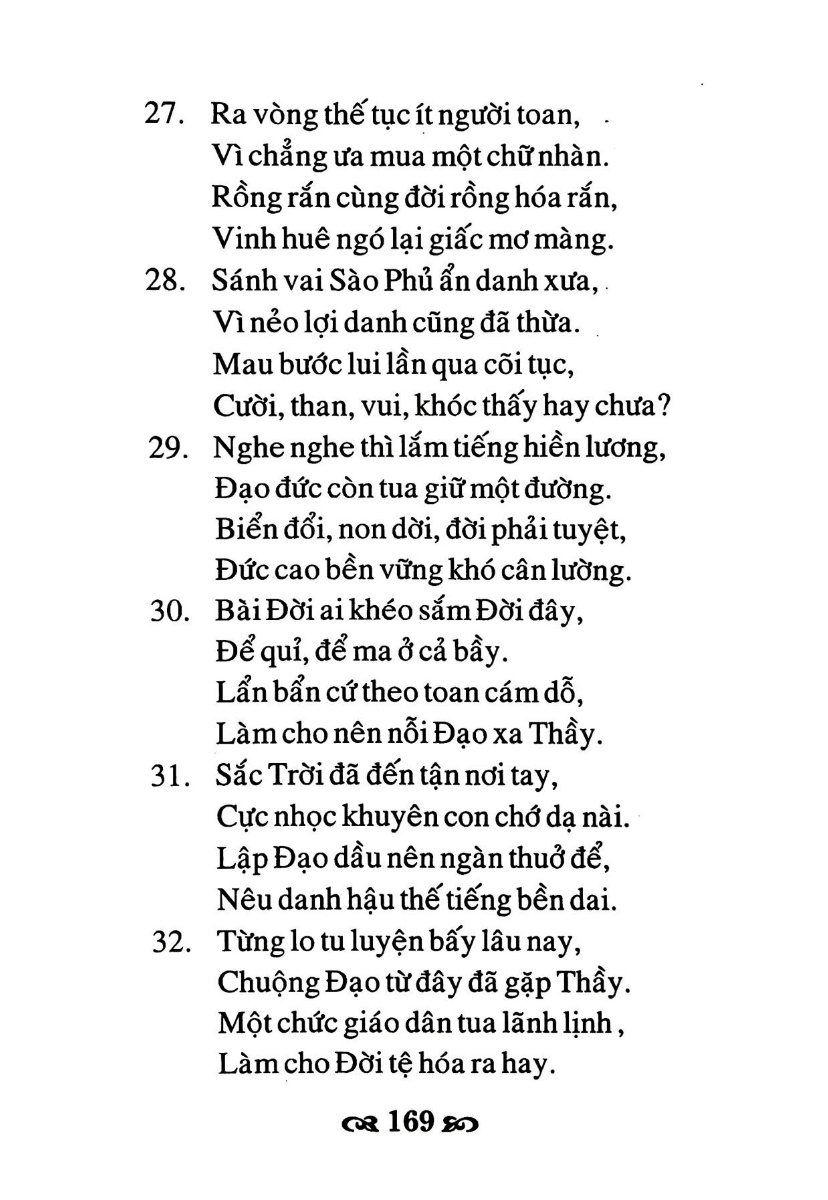 27. Ra vòng thế tục ít người toan,
Vì chẳng ưa mua một chữ nhàn.
Rồng rắn cùng đời rồng hóa rắn,
Vinh huê ngó lại giấc mơ màng.
28. Sánh vai Sào Phủ ẩn danh xưa,
Vì nẻo lợi danh cũng đã thừa.
Mau bước lui lần qua cõi tục,
Cười, than, vui, khóc thấy hay chưa?
29. Nghe nghe thì lắm tiếng hiền lương,
Đạo đức còn tua giữ một đường.
Biển đổi, non dời, đời phải tuyệt,
Đức cao bền vững khó cân lường.
30. Bài Đời ai khéo sắm Đời đây,
Để quỉ, để ma ở cả bầy.
Lẩn bẩn cứ theo toan cám dỗ,
Làm cho nên nỗi Đạo xa Thầy.
31. Sắc Trời đã đến tận nơi tay,
Cực nhọc khuyên con chớ dạ nài.
Lập Đạo dầu nên ngàn thuở để,
Nêu danh hậu thế tiếng bền dai.
32. Từng lo tu luyện bấy lâu nay,
Chuộng Đạo từ đây đã gặp Thầy.
Một chức giáo dân tua lãnh lịnh ,
Làm cho Đời tệ hóa ra hay.
169